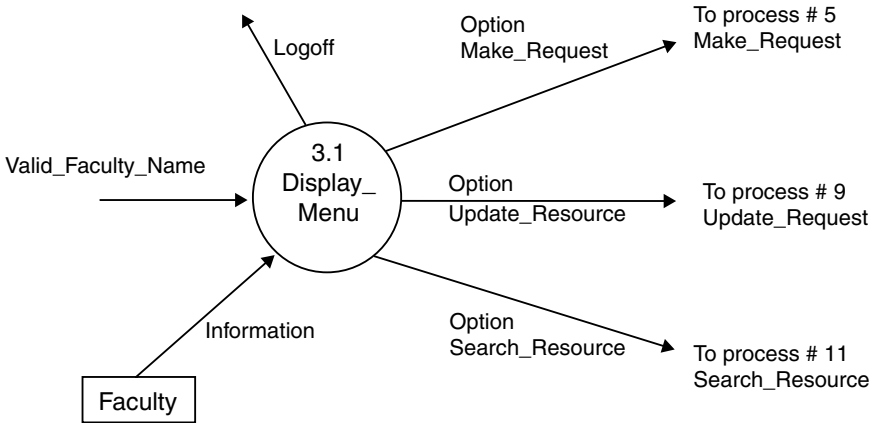 Logoff
Option
Make_Request
To process # 5
Make_Request
Valid_Faculty_Name
3.1
Display_
Menu
Option
Update_Resource
To process # 9
Update_Request
Information
Option
Search_Resource
To process # 11
Search_Resource
Faculty